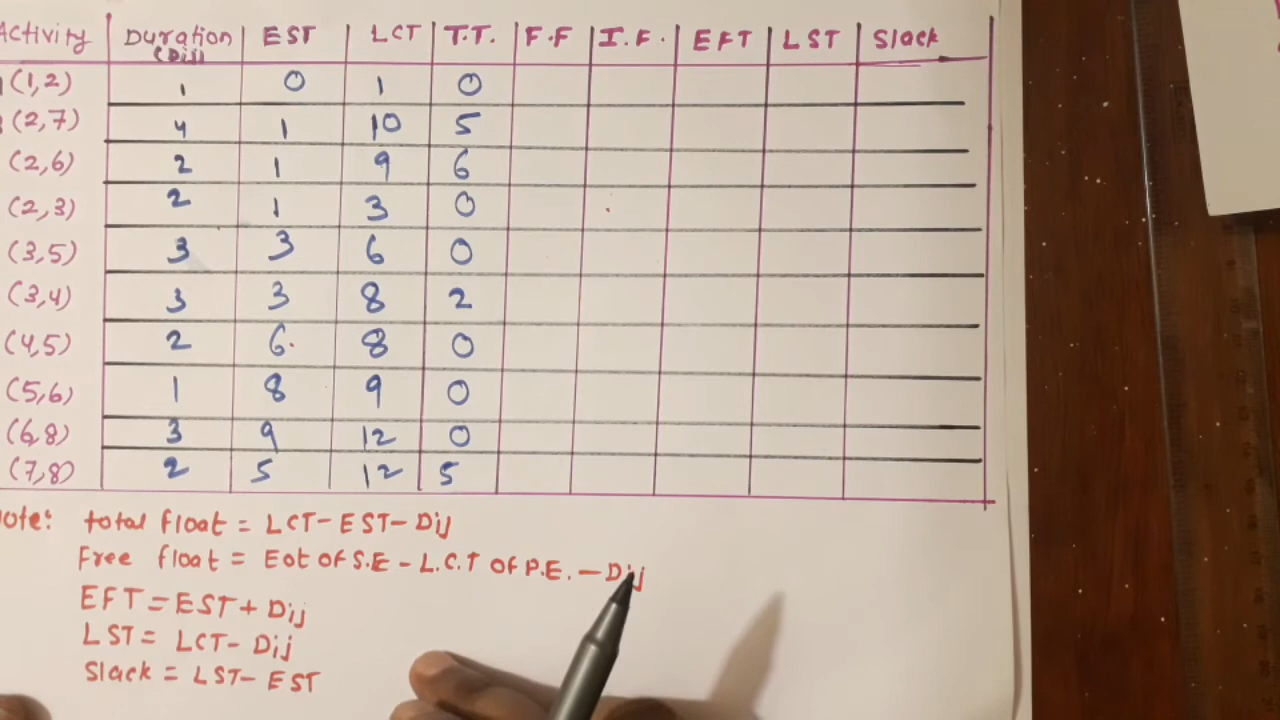 Activity Duration (Dij) EST LCT T.T. F.F I.F. EFT LST Slack
(1,2) 1 0 1 0
(2,7) 4 1 10 5
(2,6) 2 1 9 6
(2,3) 2 1 3 0
(3,5) 3 3 6 0
(3,4) 3 3 8 2
(4,5) 2 6 8 0
(5,6) 1 8 9 0
(6,8) 3 9 12 0
(7,8) 2 5 12 5
Note: total float = LCT-EST-Dij
Free float = Eot of S.E - L.C.T of P.E. - Dij
EFT = EST + Dij
LST = LCT- Dij
Slack = LST- EST